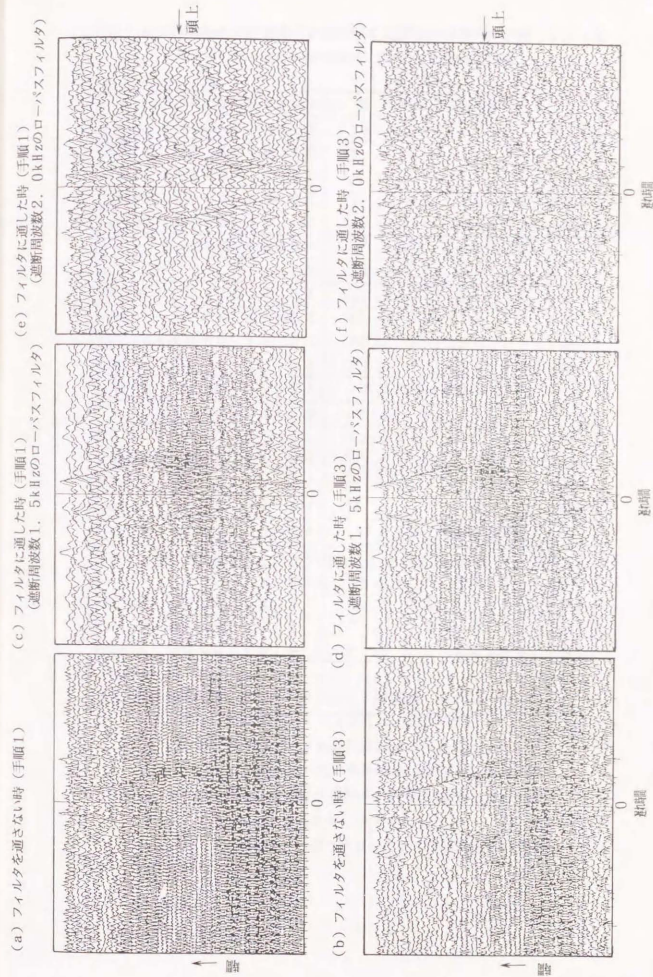 (a) フィルタを通さない時 (手順1)
(c) フィルタに通した時 (手順1)
(遮断周波数1．5kHzのローパスフィルタ)
(e) フィルタに通した時 (手順1)
(遮断周波数2．0kHzのローパスフィルタ)
←頭上
0
0
0
(b) フィルタを通さない時 (手順3)
(d) フィルタに通した時 (手順3)
(遮断周波数1．5kHzのローパスフィルタ)
(f) フィルタに通した時 (手順3)
(遮断周波数2．0kHzのローパスフィルタ)
←頭上
0
遅れ時間
0
遅れ時間
0
遅れ時間